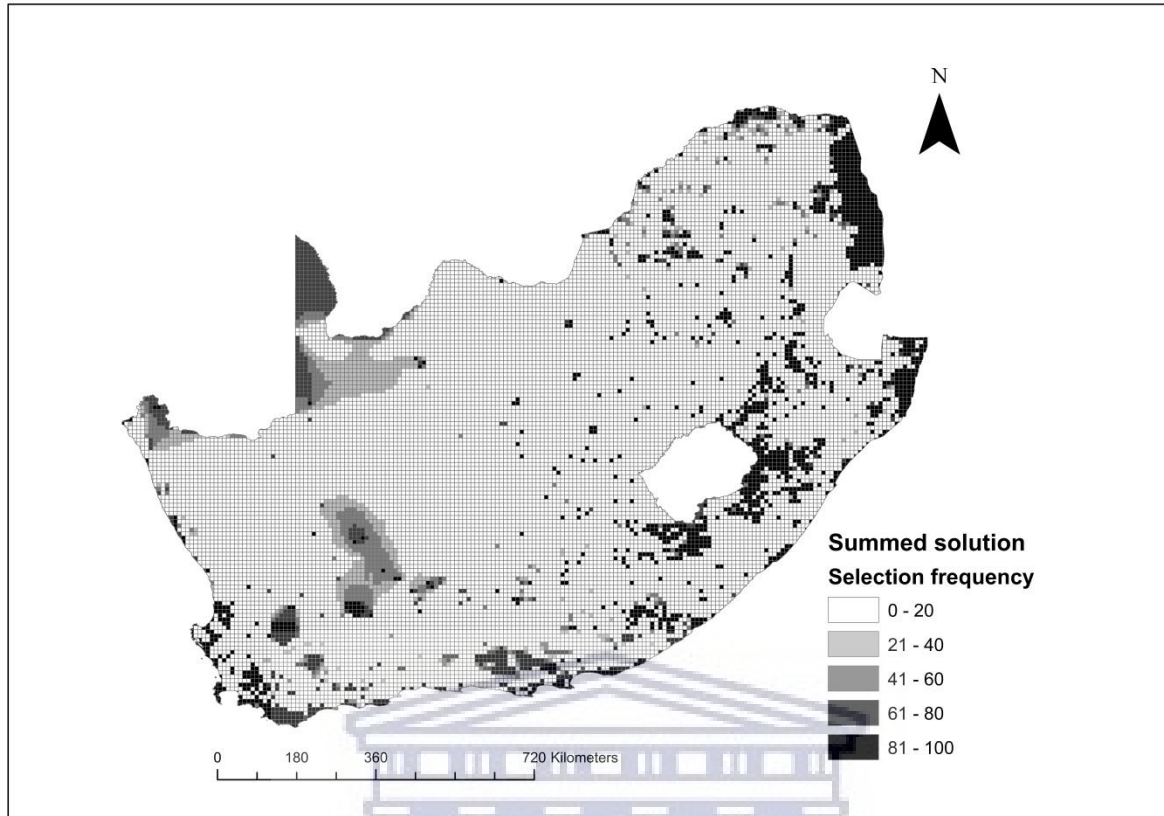 N
Summed solution
Selection frequency
0 - 20
21 - 40
41 - 60
61 - 80
81 - 100
0 180 360 720 Kilometers